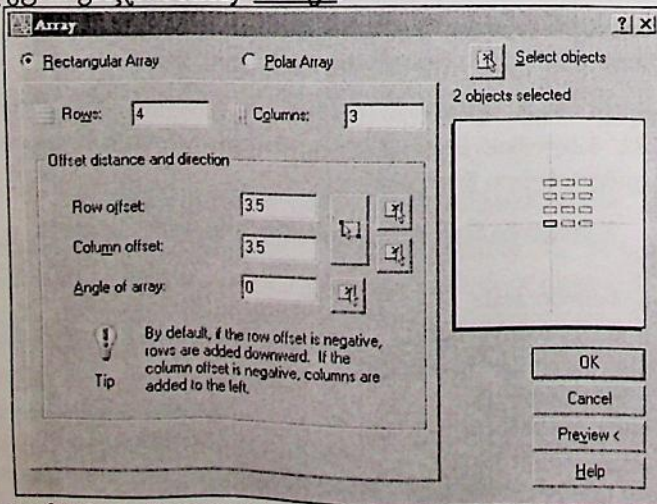 Array
Rectangular Array Polar Array Select objects
2 objects selected
Rows: 4 Columns: 3
Offset distance and direction
Row offset: 3.5
Column offset: 3.5
Angle of array: 0
By default, if the row offset is negative,
rows are added downward. If the
column offset is negative, columns are
added to the left.
Tip
OK
Cancel
Preview <
Help